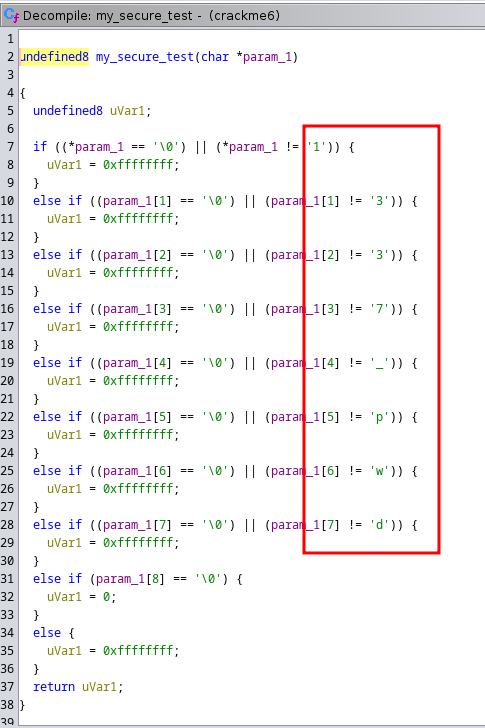 Decompile: my_secure_test - (crackme6)
1
2 undefined8 my_secure_test(char *param_1)
3
4 {
5 undefined8 uVar1;
6
7 if ((*param_1 == '\0') || (*param_1 != '1')) {
8 uVar1 = 0xffffffff;
9 }
10 else if ((param_1[1] == '\0') || (param_1[1] != '3')) {
11 uVar1 = 0xffffffff;
12 }
13 else if ((param_1[2] == '\0') || (param_1[2] != '3')) {
14 uVar1 = 0xffffffff;
15 }
16 else if ((param_1[3] == '\0') || (param_1[3] != '7')) {
17 uVar1 = 0xffffffff;
18 }
19 else if ((param_1[4] == '\0') || (param_1[4] != '_')) {
20 uVar1 = 0xffffffff;
21 }
22 else if ((param_1[5] == '\0') || (param_1[5] != 'p')) {
23 uVar1 = 0xffffffff;
24 }
25 else if ((param_1[6] == '\0') || (param_1[6] != 'w')) {
26 uVar1 = 0xffffffff;
27 }
28 else if ((param_1[7] == '\0') || (param_1[7] != 'd')) {
29 uVar1 = 0xffffffff;
30 }
31 else if (param_1[8] == '\0') {
32 uVar1 = 0;
33 }
34 else {
35 uVar1 = 0xffffffff;
36 }
37 return uVar1;
38 }
39